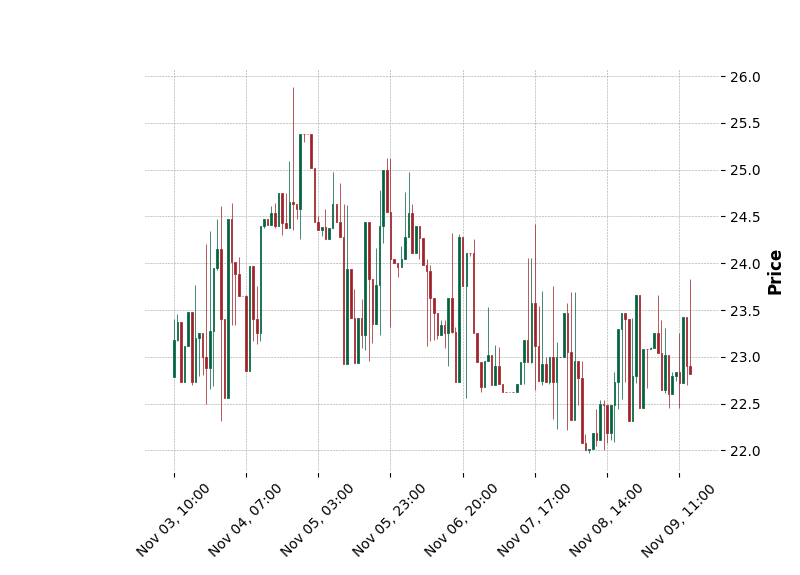 26.0
25.5
25.0
24.5
24.0
23.5
23.0
22.5
22.0
Price
Nov 03, 10:00
Nov 04, 07:00
Nov 05, 03:00
Nov 05, 23:00
Nov 06, 20:00
Nov 07, 17:00
Nov 08, 14:00
Nov 09, 11:00